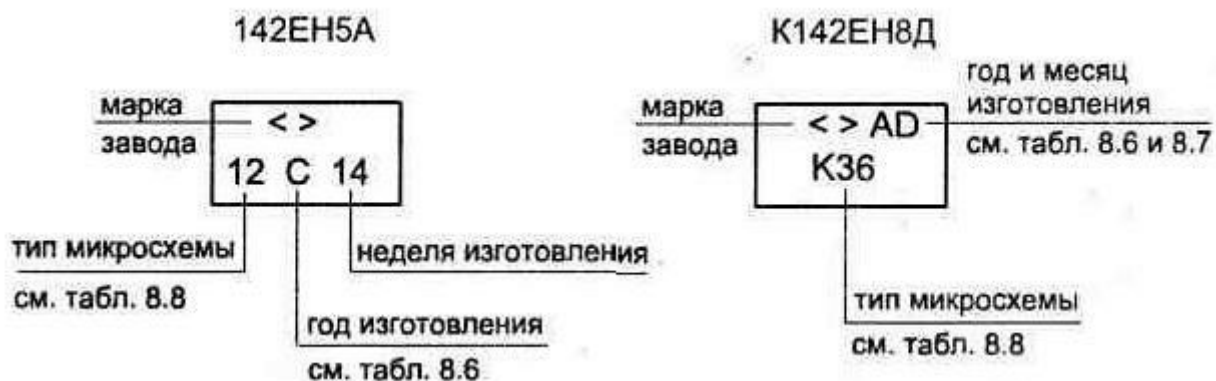 142ЕН5А
марка
завода
< >
12 С 14
тип микросхемы
см. табл. 8.8
неделя изготовления
год изготовления
см. табл. 8.6
К142ЕН8Д
марка
завода
< > AD
К36
год и месяц
изготовления
см. табл. 8.6 и 8.7
тип микросхемы
см. табл. 8.8